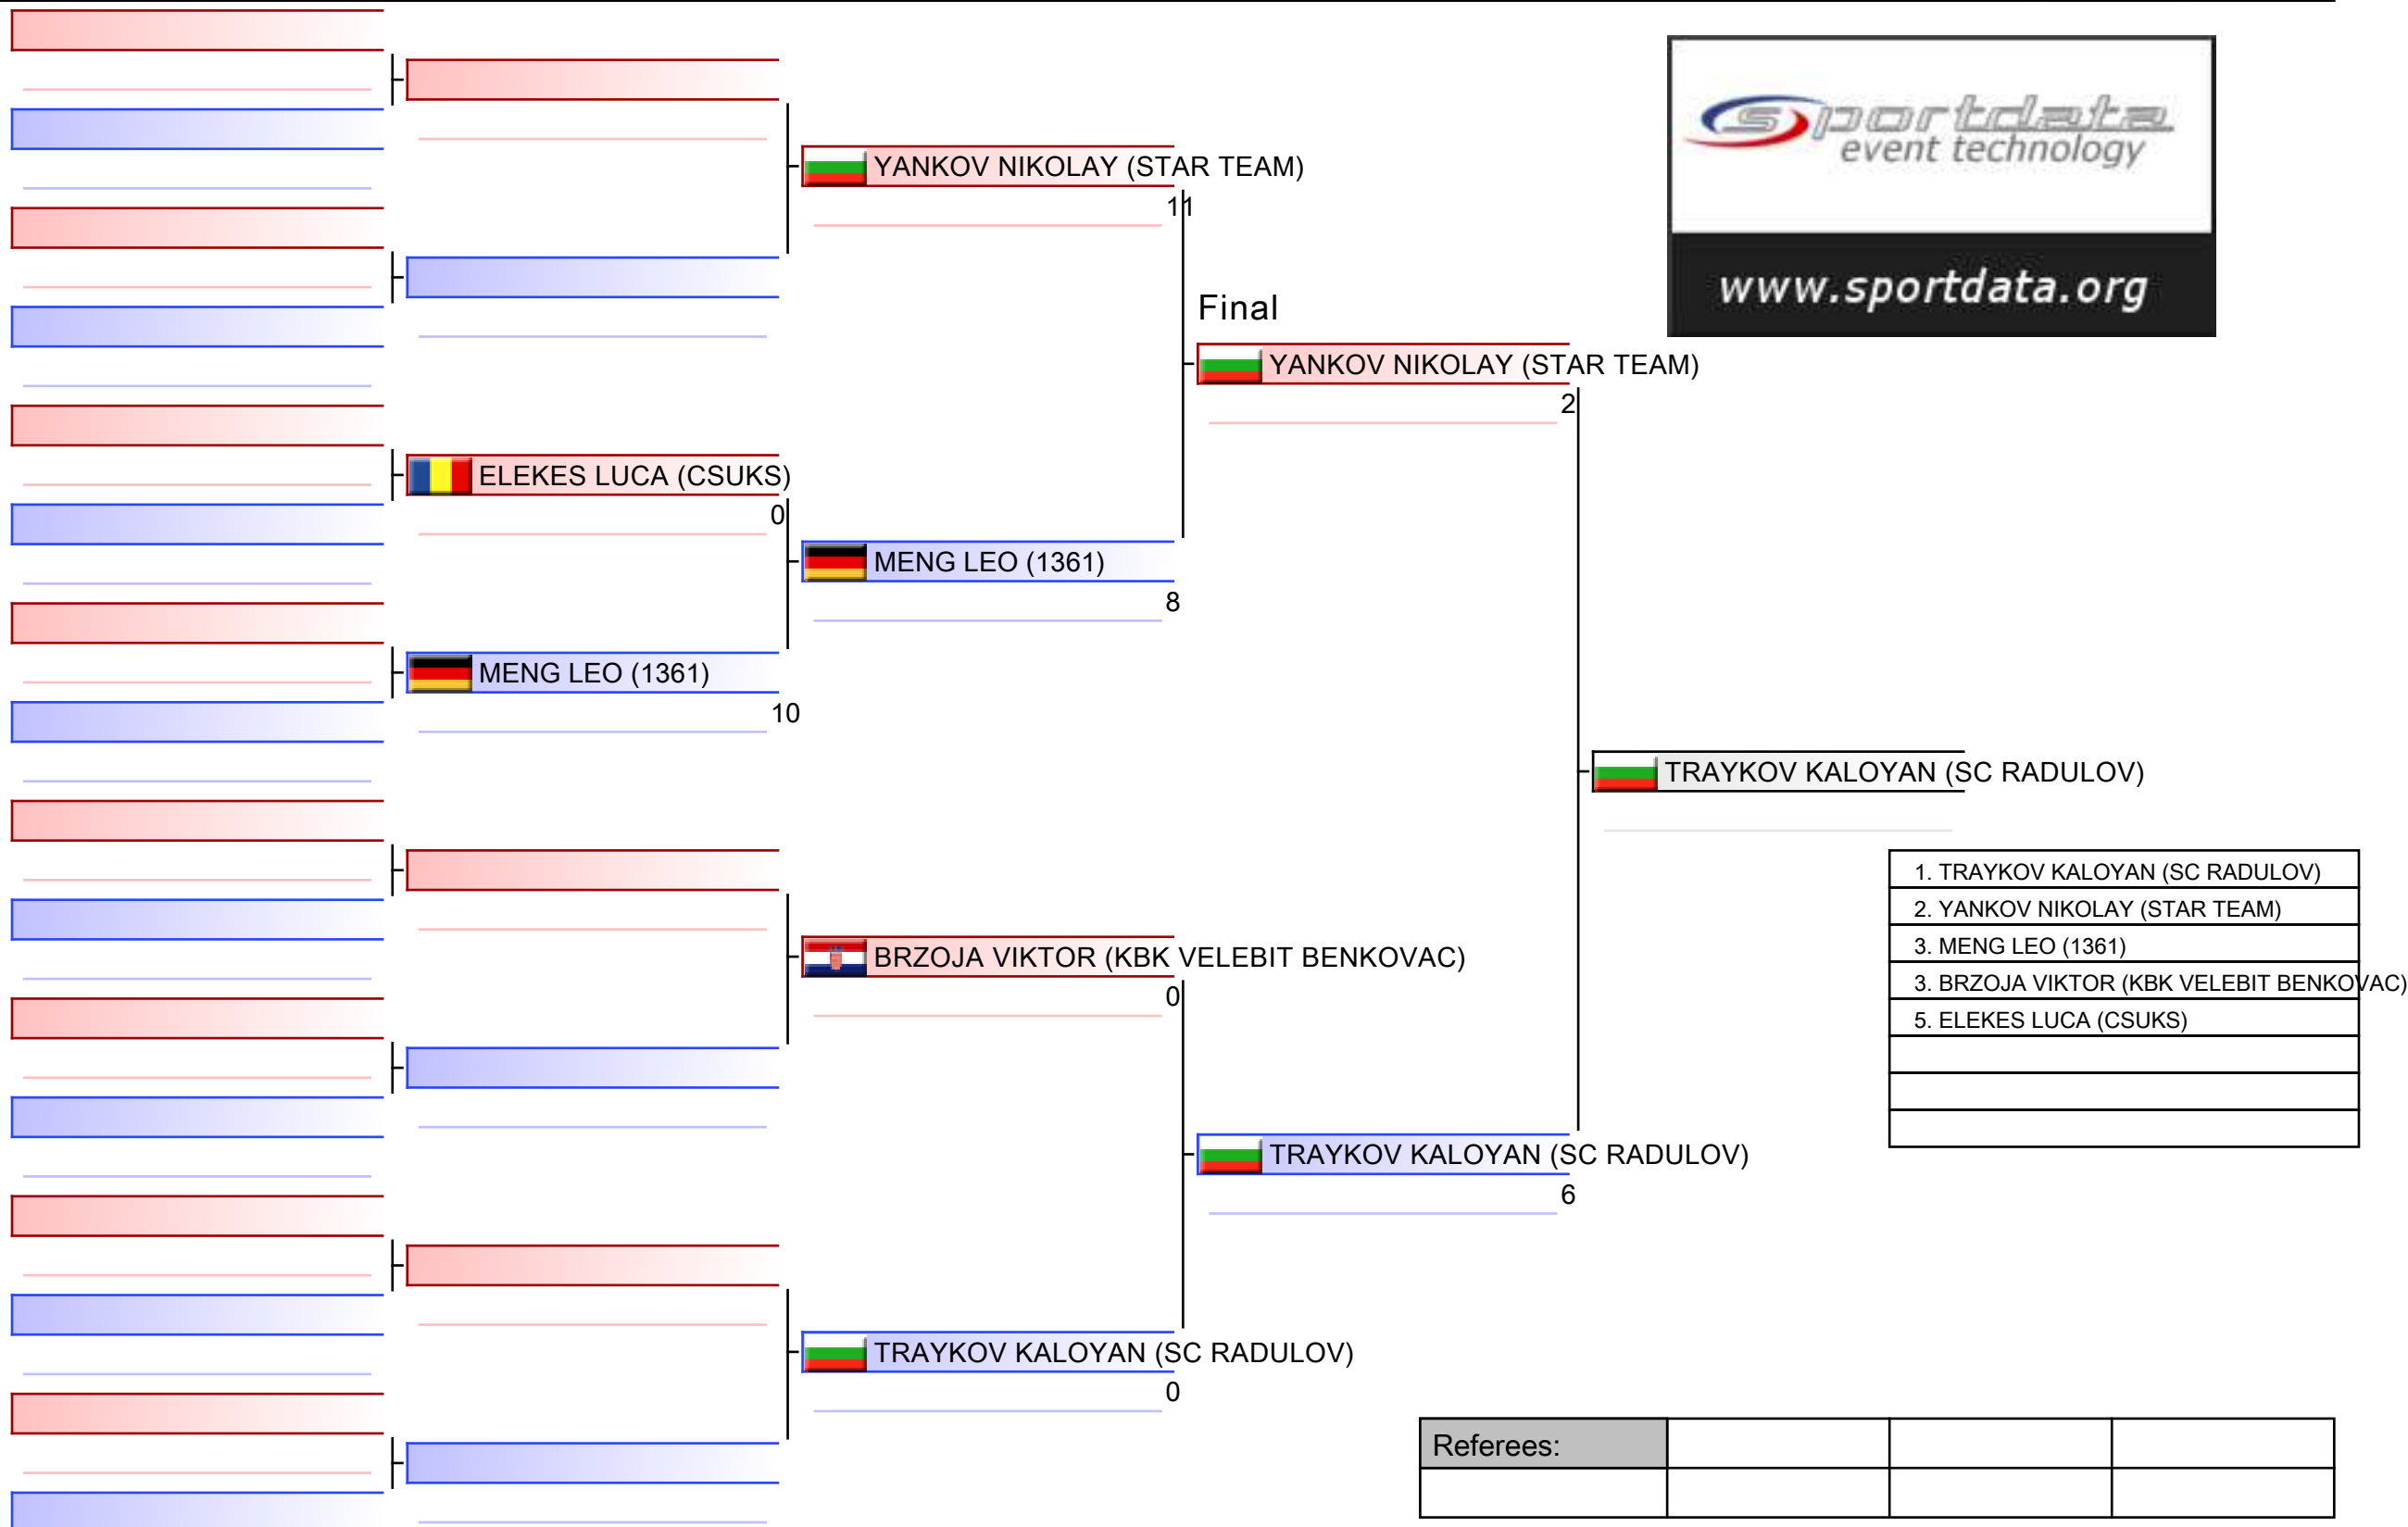 sportdata
event technology
www.sportdata.org
YANKOV NIKOLAY (STAR TEAM)
11
Final
YANKOV NIKOLAY (STAR TEAM)
2
ELEKES LUCA (CSUKS)
0
MENG LEO (1361)
8
MENG LEO (1361)
10
TRAYKOV KALOYAN (SC RADULOV)
1. TRAYKOV KALOYAN (SC RADULOV)
2. YANKOV NIKOLAY (STAR TEAM)
3. MENG LEO (1361)
3. BRZOJA VIKTOR (KBK VELEBIT BENKOVAC)
5. ELEKES LUCA (CSUKS)
BRZOJA VIKTOR (KBK VELEBIT BENKOVAC)
0
TRAYKOV KALOYAN (SC RADULOV)
6
TRAYKOV KALOYAN (SC RADULOV)
0
Referees: